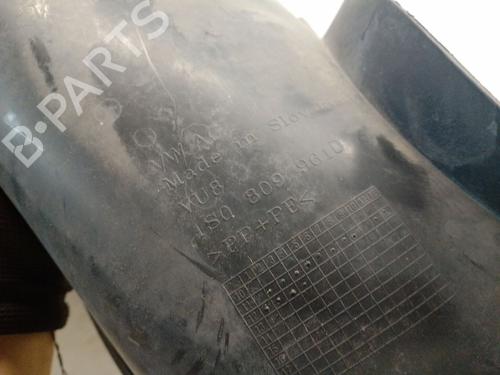 B-PARTS
VW AG
Made in Slovakia
VU8
1S0 809 961D
>PP+PE<